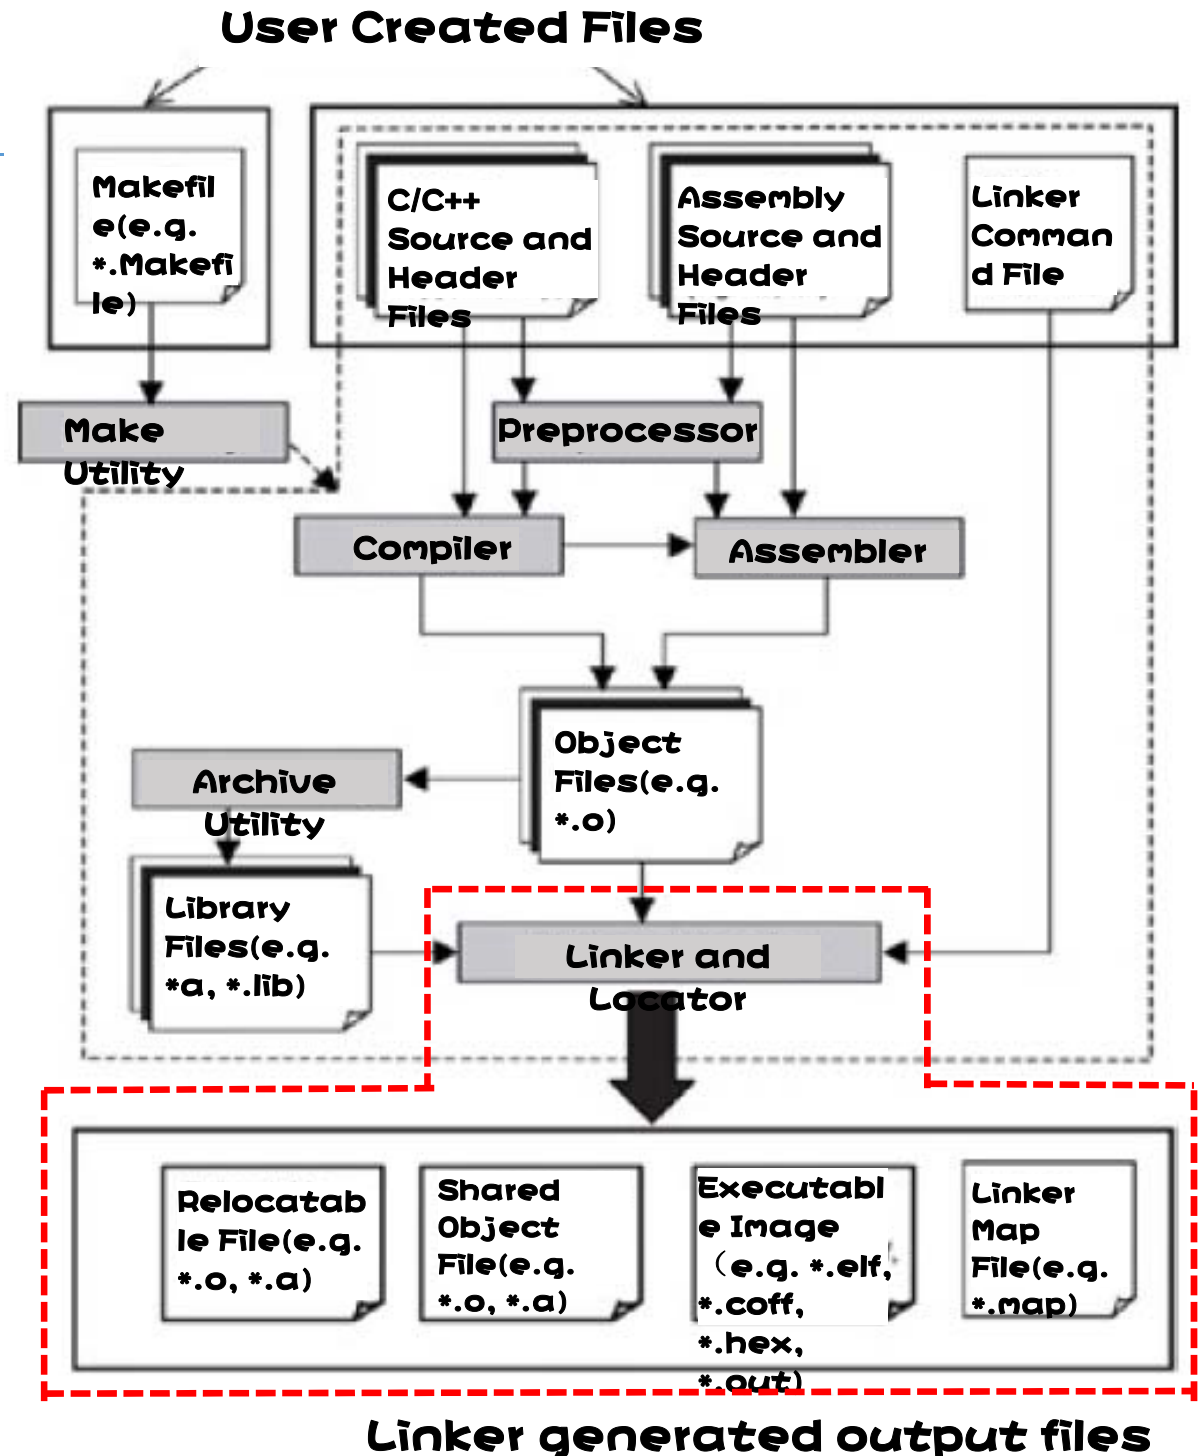 User Created Files
Makefil
e(e.g.
*.Makefi
le)
C/C++
Source and
Header
Files
Assembly
Source and
Header
Files
Linker
Comman
d File
Make
Utility
Preprocessor
Compiler
Assembler
Object
Files(e.g.
*.o)
Archive
Utility
Library
Files(e.g.
*a, *.lib)
Linker and
Locator
Relocatab
le File(e.g.
*.o, *.a)
Shared
Object
File(e.g.
*.o, *.a)
Executabl
e Image
（e.g. *.elf,
*.coff,
*.hex,
*.out)
Linker
Map
File(e.g.
*.map)
Linker generated output files